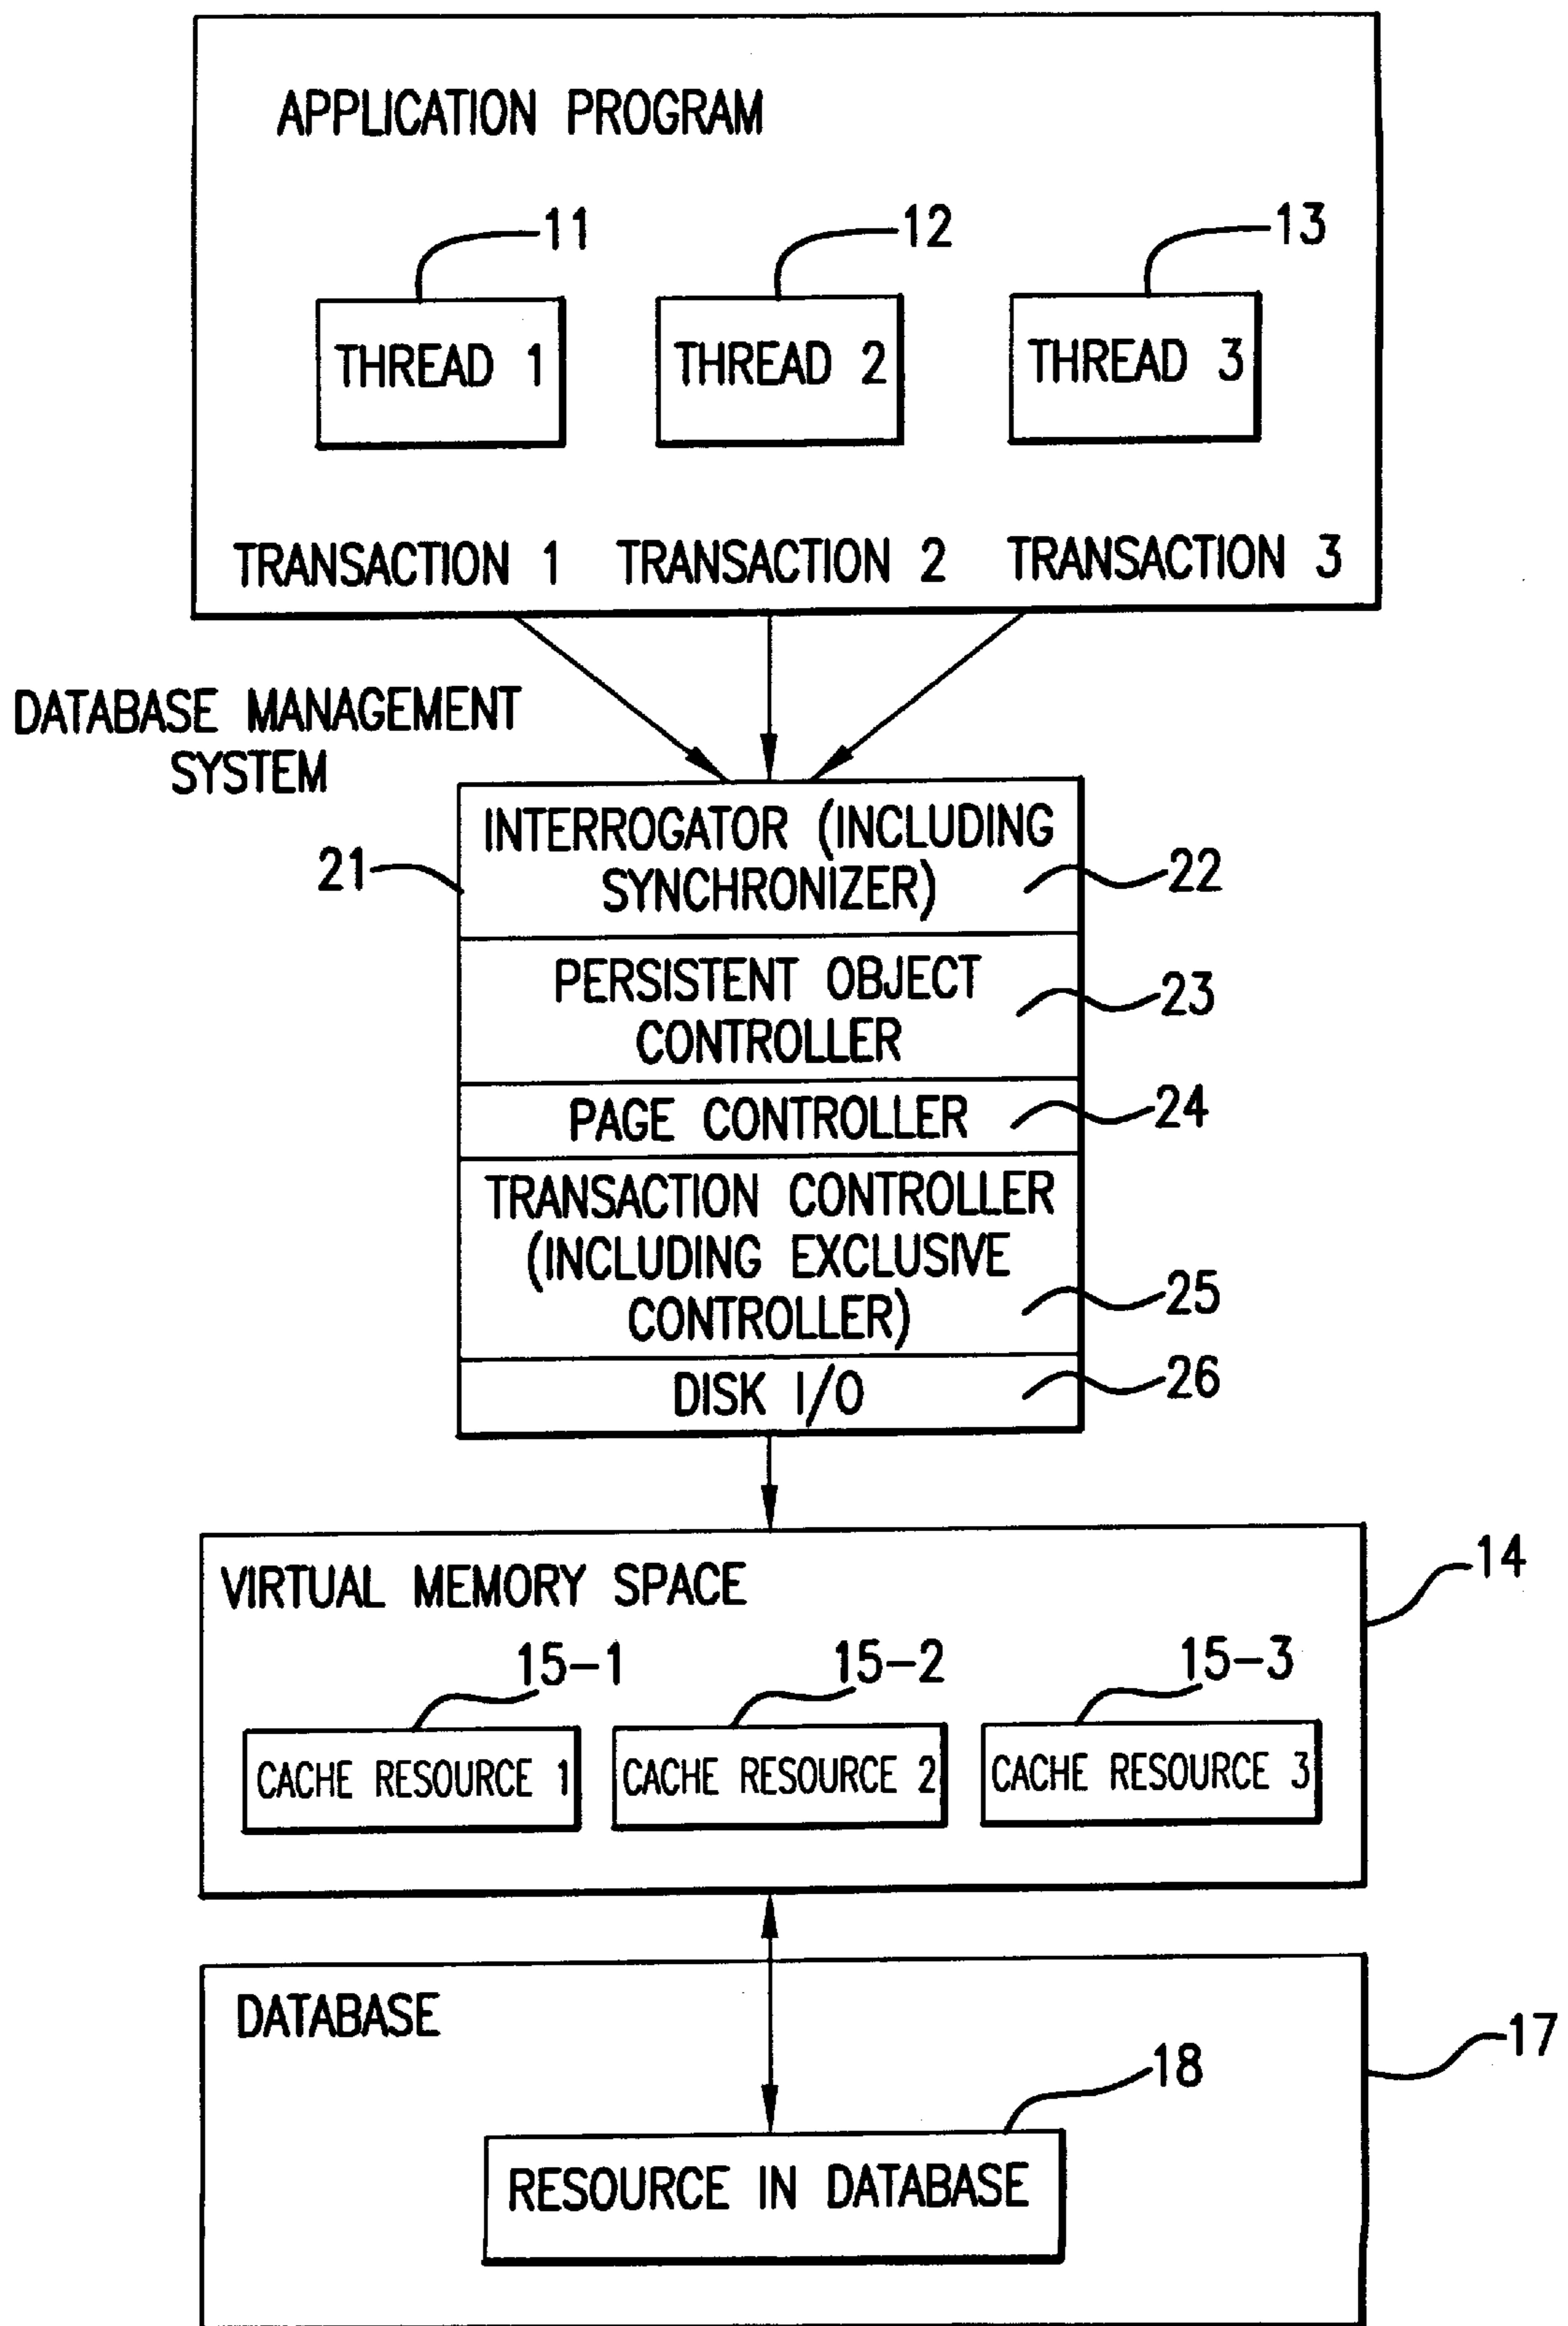 APPLICATION PROGRAM
11
12
13
THREAD 1
THREAD 2
THREAD 3
TRANSACTION 1
TRANSACTION 2
TRANSACTION 3
DATABASE MANAGEMENT
SYSTEM
INTERROGATOR (INCLUDING
SYNCHRONIZER)
21
22
PERSISTENT OBJECT
CONTROLLER
23
PAGE CONTROLLER
24
TRANSACTION CONTROLLER
(INCLUDING EXCLUSIVE
CONTROLLER)
25
DISK I/O
26
VIRTUAL MEMORY SPACE
14
15-1
15-2
15-3
CACHE RESOURCE 1
CACHE RESOURCE 2
CACHE RESOURCE 3
DATABASE
17
18
RESOURCE IN DATABASE